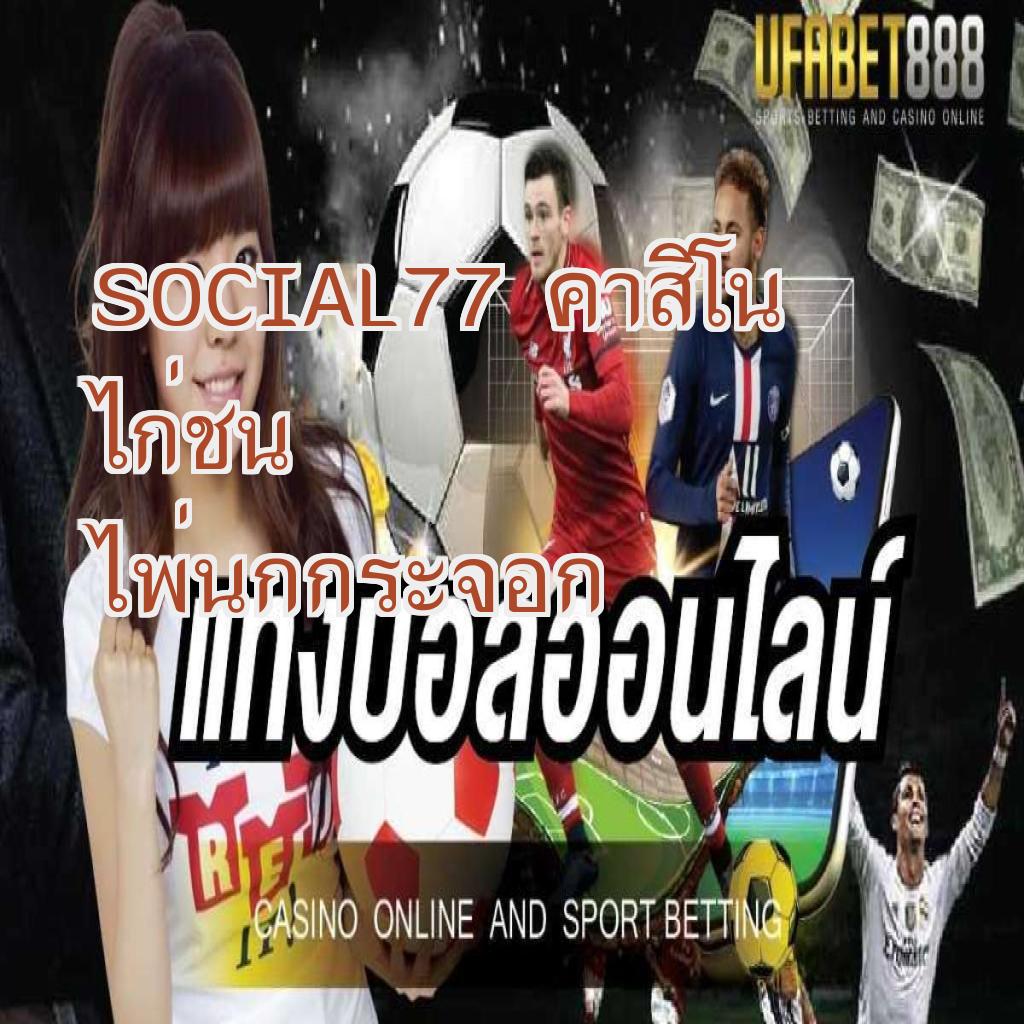 UFABET888
SPORTS BETTING AND CASINO ONLINE
SOCIAL77 คาสิโน
ไก่ชน
ไพ่นกกระจอก
แทงบอลออนไลน์
CASINO ONLINE AND SPORT BETTING